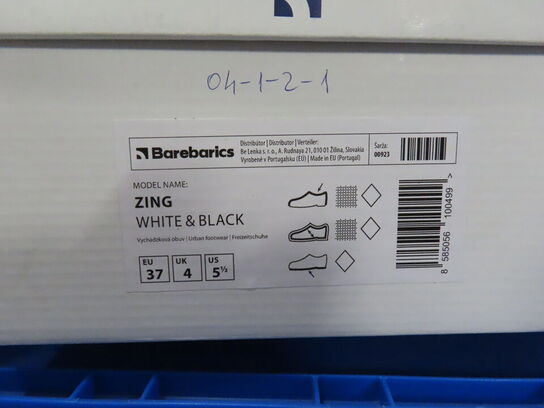 04-1-2-1
Barebarics
Distribútor | Distributor | Verteiler:
Be Lenka s. r. o., A. Rudnaya 21, 010 01 Žilina, Slovakia
Vyrobené v Portugalsku (EÚ) | Made in EU (Portugal)
Šarža:
00923
MODEL NAME:
ZING
WHITE & BLACK
Vychádzková obuv | Urban footwear | Freizeitschuhe
EU
37
UK
4
US
5½
8 585056 100499 >